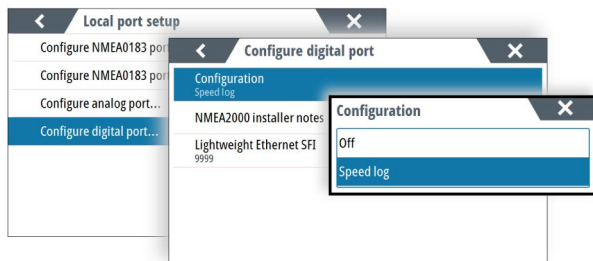 Local port setup
Configure NMEA0183 por
Configure NMEA0183 por
Configure analog port...
Configure digital port...
Configure digital port
Configuration
Speed log
NMEA2000 installer notes
Lightweight Ethernet SFI
9999
Configuration
Off
Speed log